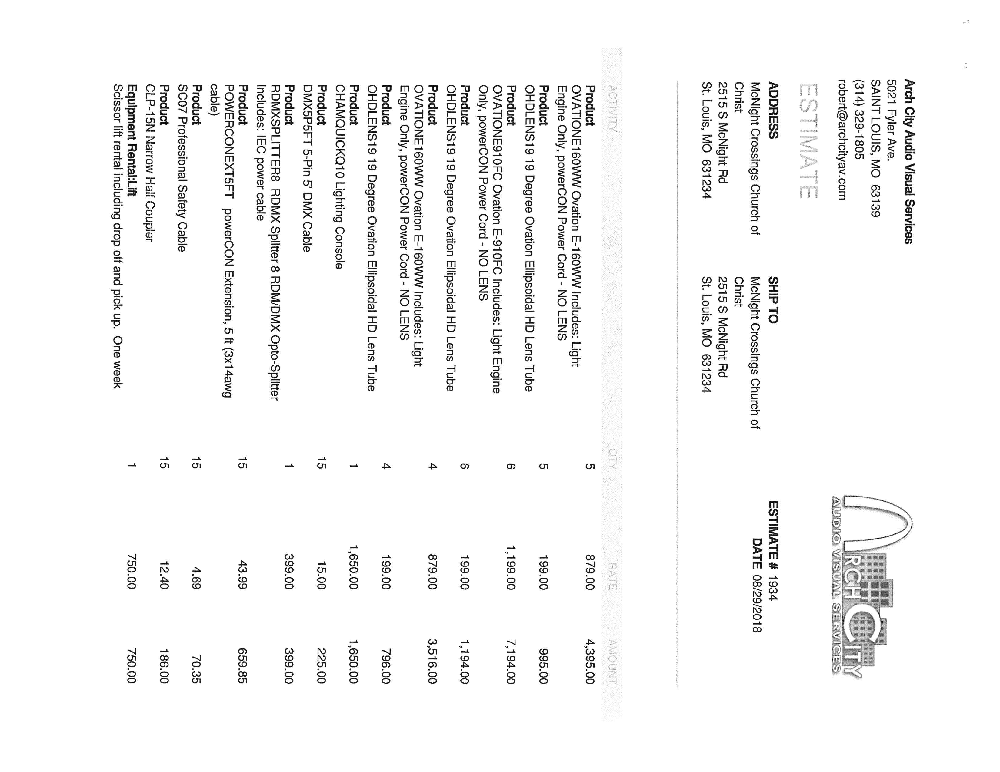 Arch City Audio Visual Services
5021 Fyler Ave.
SAINT LOUIS, MO  63139
(314) 329-1805
robert@archcityav.com
ARCH CITY
AUDIO VISUAL SERVICES
ESTIMATE
ADDRESS
McNight Crossings Church of
Christ
2515 S McNight Rd
St. Louis, MO  631234
SHIP TO
McNight Crossings Church of
Christ
2515 S McNight Rd
St. Louis, MO  631234
ESTIMATE # 1934
DATE 08/29/2018
ACTIVITY QTY RATE AMOUNT
Product 5 879.00 4,395.00
OVATIONE160WW Ovation E-160WW Includes: Light
Engine Only, powerCON Power Cord - NO LENS
Product 5 199.00 995.00
OHDLENS19 19 Degree Ovation Ellipsoidal HD Lens Tube
Product 6 1,199.00 7,194.00
OVATIONE910FC Ovation E-910FC Includes: Light Engine
Only, powerCON Power Cord - NO LENS
Product 6 199.00 1,194.00
OHDLENS19 19 Degree Ovation Ellipsoidal HD Lens Tube
Product 4 879.00 3,516.00
OVATIONE160WW Ovation E-160WW Includes: Light
Engine Only, powerCON Power Cord - NO LENS
Product 4 199.00 796.00
OHDLENS19 19 Degree Ovation Ellipsoidal HD Lens Tube
Product 1 1,650.00 1,650.00
CHAMQUICKQ10 Lighting Console
Product 15 15.00 225.00
DMX5P5FT 5-Pin 5' DMX Cable
Product 1 399.00 399.00
RDMXSPLITTER8  RDMX Splitter 8 RDM/DMX Opto-Splitter
Includes: IEC power cable
Product 15 43.99 659.85
POWERCONEXT5FT   powerCON Extension, 5 ft (3x14awg
cable)
Product 15 4.69 70.35
SC07 Professional Safety Cable
Product 15 12.40 186.00
CLP-15N Narrow Half Coupler
Equipment Rental:Lift 1 750.00 750.00
Scissor lift rental including drop off and pick up.  One week